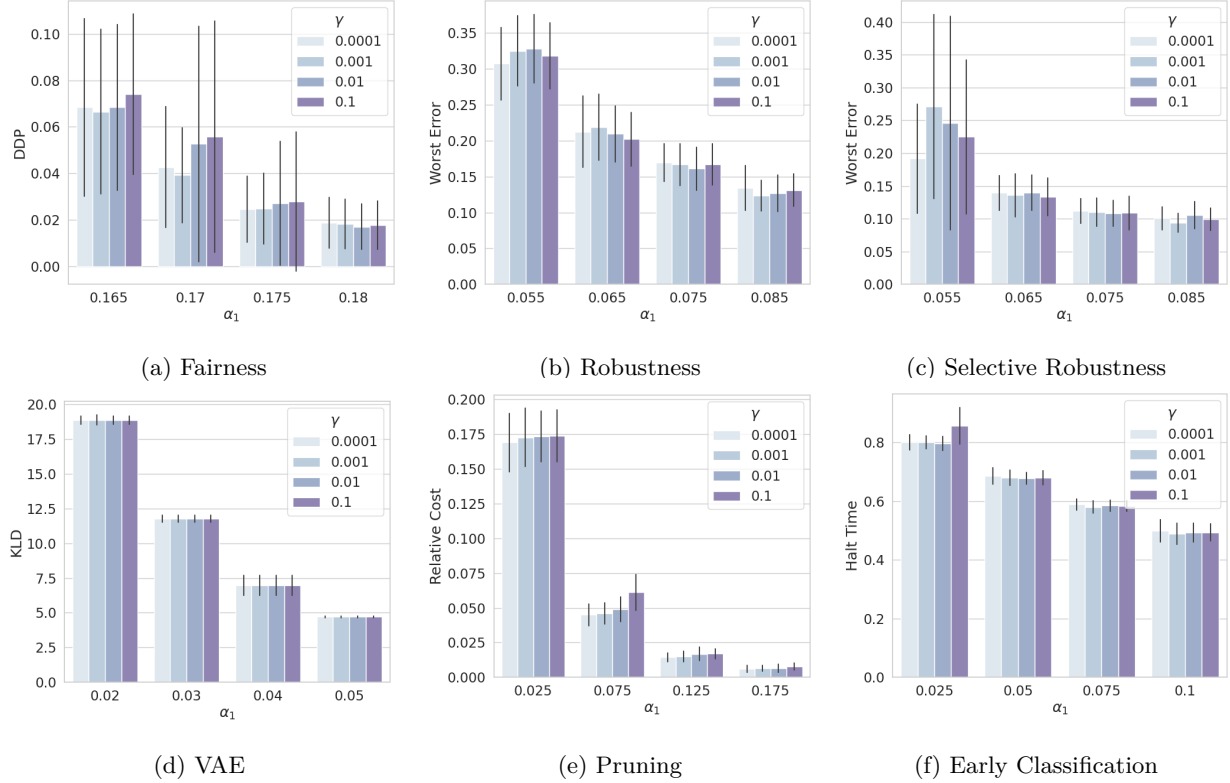 0.10
0.08
0.06
0.04
0.02
0.00
DDP
γ
0.0001
0.001
0.01
0.1
0.165 0.17 0.175 0.18
α₁
(a) Fairness
0.35
0.30
0.25
0.20
0.15
0.10
0.05
0.00
Worst Error
γ
0.0001
0.001
0.01
0.1
0.055 0.065 0.075 0.085
α₁
(b) Robustness
0.40
0.35
0.30
0.25
0.20
0.15
0.10
0.05
0.00
Worst Error
γ
0.0001
0.001
0.01
0.1
0.055 0.065 0.075 0.085
α₁
(c) Selective Robustness
20.0
17.5
15.0
12.5
10.0
7.5
5.0
2.5
0.0
KLD
γ
0.0001
0.001
0.01
0.1
0.02 0.03 0.04 0.05
α₁
(d) VAE
0.200
0.175
0.150
0.125
0.100
0.075
0.050
0.025
0.000
Relative Cost
γ
0.0001
0.001
0.01
0.1
0.025 0.075 0.125 0.175
α₁
(e) Pruning
0.8
0.6
0.4
0.2
0.0
Halt Time
γ
0.0001
0.001
0.01
0.1
0.025 0.05 0.075 0.1
α₁
(f) Early Classification